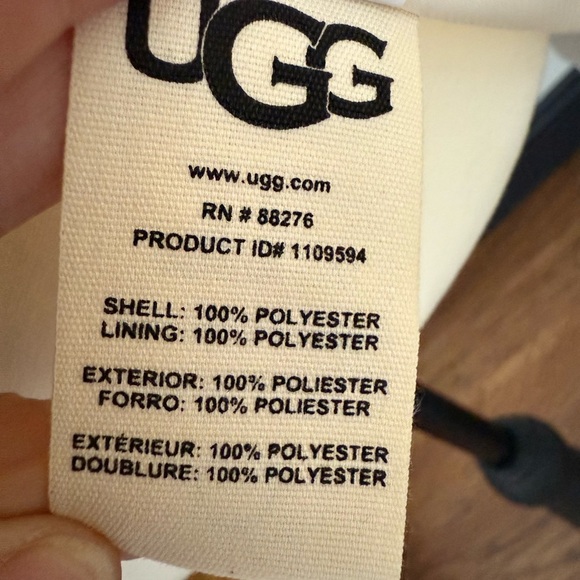 UGG
www.ugg.com
RN # 88276
PRODUCT ID# 1109594
SHELL: 100% POLYESTER
LINING: 100% POLYESTER
EXTERIOR: 100% POLIESTER
FORRO: 100% POLIESTER
EXTÉRIEUR: 100% POLYESTER
DOUBLURE: 100% POLYESTER